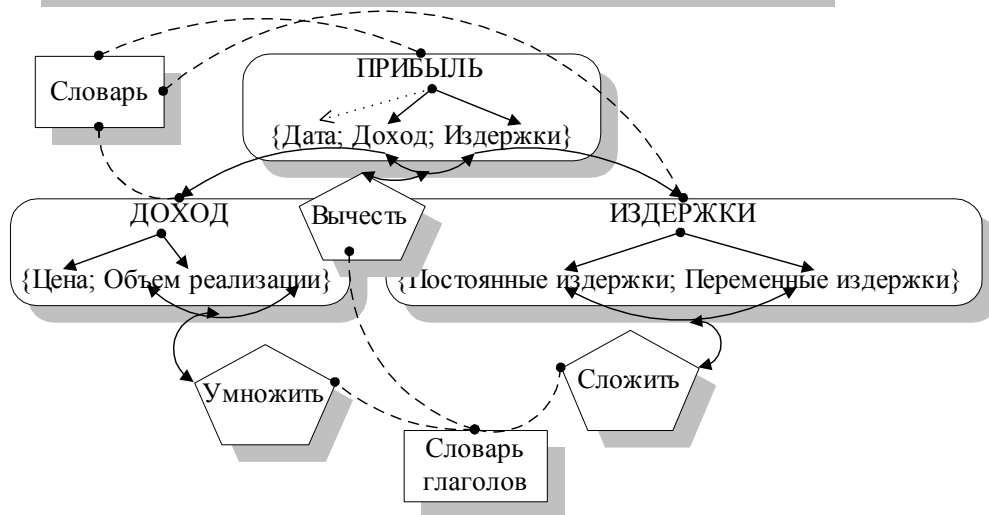 Словарь
ПРИБЫЛЬ
{Дата; Доход; Издержки}
ДОХОД
Вычесть
ИЗДЕРЖКИ
{Цена; Объем реализации}
{Постоянные издержки; Переменные издержки}
Умножить
Сложить
Словарь
глаголов